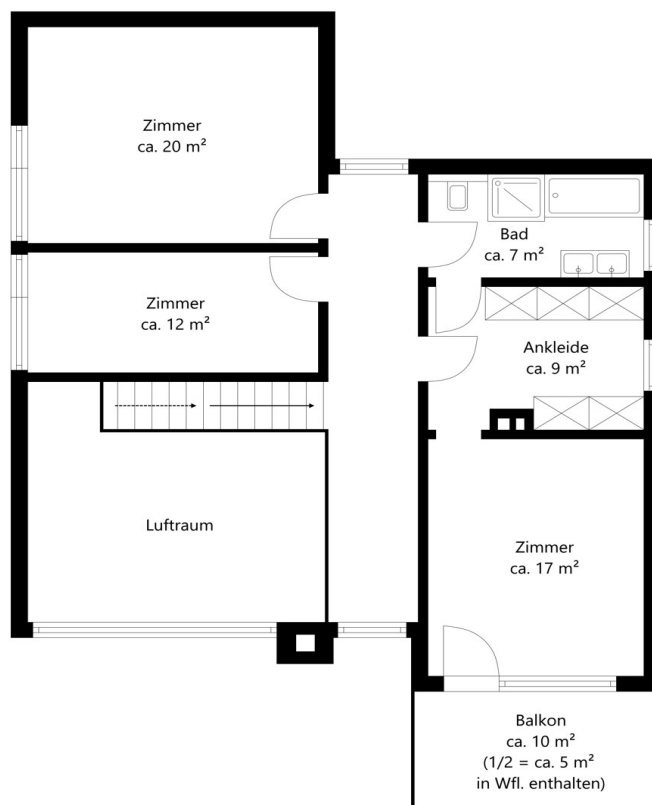 Zimmer
ca. 20 m²
Bad
ca. 7 m²
Zimmer
ca. 12 m²
Ankleide
ca. 9 m²
Luftraum
Zimmer
ca. 17 m²
Balkon
ca. 10 m²
(1/2 = ca. 5 m²
in Wfl. enthalten)